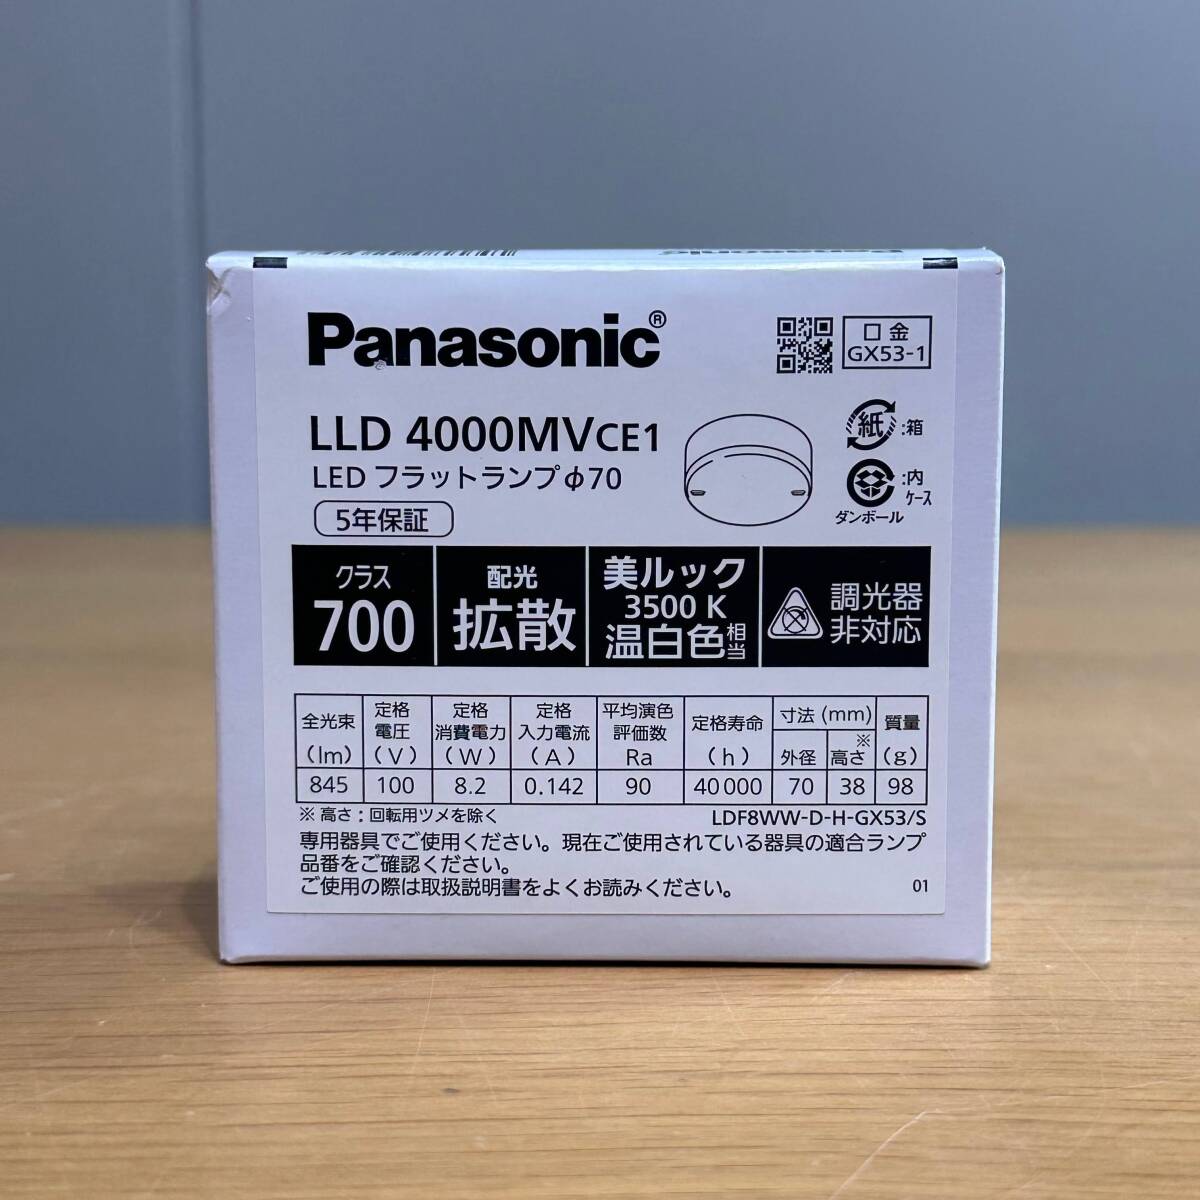 Panasonic
Panasonic®
口金
GX53-1
LLD 4000MVCE1
LED フラットランプφ70
5年保証
紙 :箱
:内ケース
ダンボール
クラス
700
配光
拡散
美ルック
3500 K
温白色相当
調光器
非対応
全光束 (lm) 定格電圧 (V) 定格消費電力 (W) 定格入力電流 (A) 平均演色評価数 Ra 定格寿命 (h) 寸法 (mm) 外径 高さ※ 質量 (g)
845 100 8.2 0.142 90 40000 70 38 98
※ 高さ:回転用ツメを除く LDF8WW-D-H-GX53/S
専用器具でご使用ください。現在ご使用されている器具の適合ランプ
品番をご確認ください。
ご使用の際は取扱説明書をよくお読みください。 01